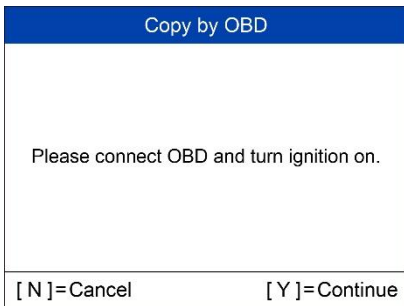 Copy by OBD
Please connect OBD and turn ignition on.
[ N ]=Cancel [ Y ]=Continue